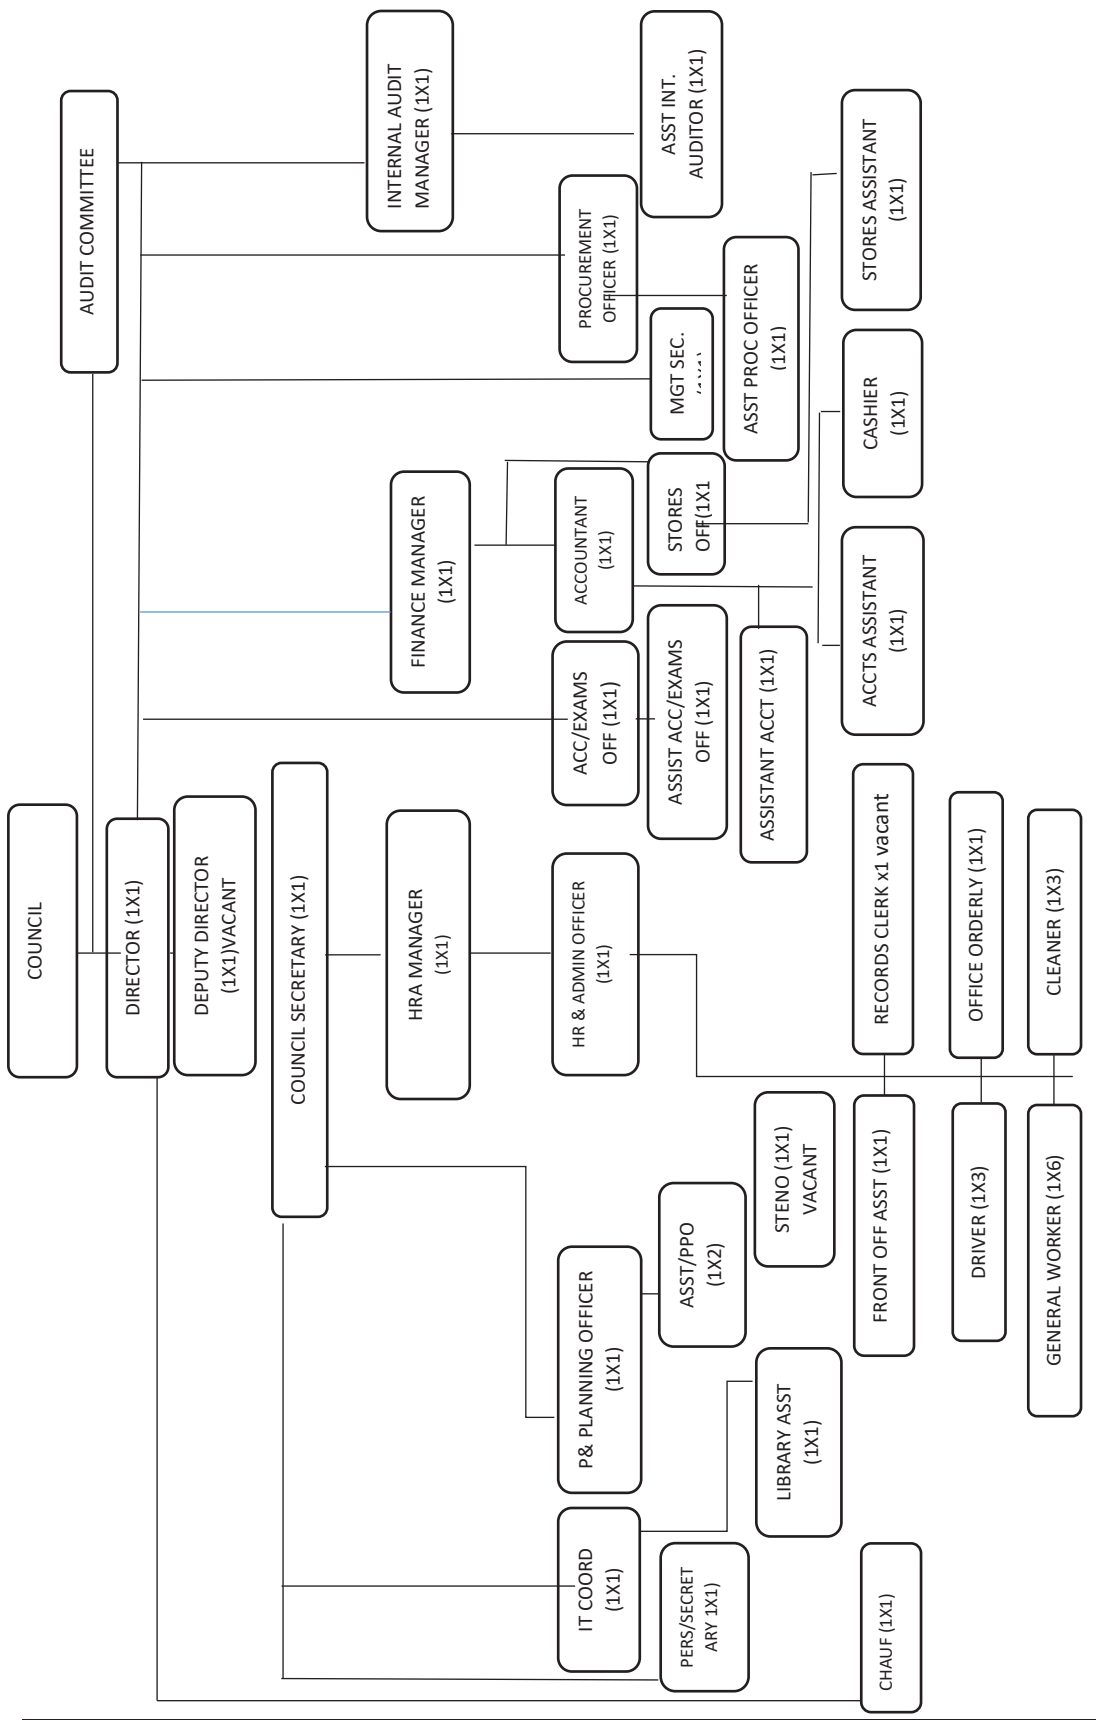 COUNCIL
AUDIT COMMITTEE
DIRECTOR (1X1)
DEPUTY DIRECTOR
(1X1)VACANT
COUNCIL SECRETARY (1X1)
HRA MANAGER
(1X1)
FINANCE MANAGER
(1X1)
INTERNAL AUDIT
MANAGER (1X1)
IT COORD
(1X1)
P& PLANNING OFFICER
(1X1)
HR & ADMIN OFFICER
(1X1)
ACC/EXAMS
OFF (1X1)
ACCOUNTANT
(1X1)
PROCUREMENT
OFFICER (1X1)
PERS/SECRET
ARY 1X1)
ASST/PPO
(1X2)
ASSIST ACC/EXAMS
OFF (1X1)
STORES
OFF(1X1
MGT SEC.
ASST INT.
AUDITOR (1X1)
LIBRARY ASST
(1X1)
STENO (1X1)
VACANT
ASSISTANT ACCT (1X1)
ASST PROC OFFICER
(1X1)
CHAUF (1X1)
FRONT OFF ASST (1X1)
RECORDS CLERK x1 vacant
ACCTS ASSISTANT
(1X1)
CASHIER
(1X1)
STORES ASSISTANT
(1X1)
DRIVER (1X3)
OFFICE ORDERLY (1X1)
GENERAL WORKER (1X6)
CLEANER (1X3)